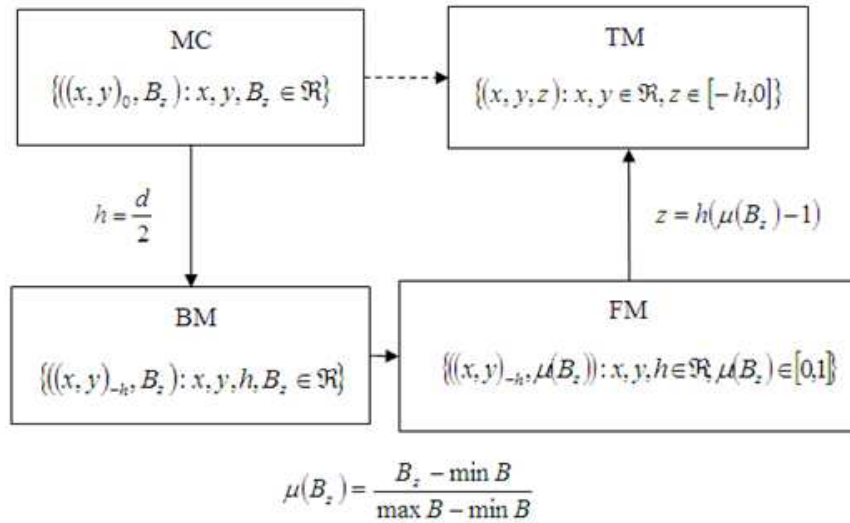 MC
{((x, y)₀, B_z): x, y, B_z ∈ ℜ}
TM
{(x, y, z): x, y ∈ ℜ, z ∈ [-h,0]}
h = d/2
z = h(μ(B_z)-1)
BM
{((x, y)₋ₕ, B_z): x, y, h, B_z ∈ ℜ}
FM
{((x, y)₋ₕ, μ(B_z)): x, y, h ∈ ℜ, μ(B_z) ∈ [0,1]}
μ(B_z) = (B_z - min B)/(max B - min B)